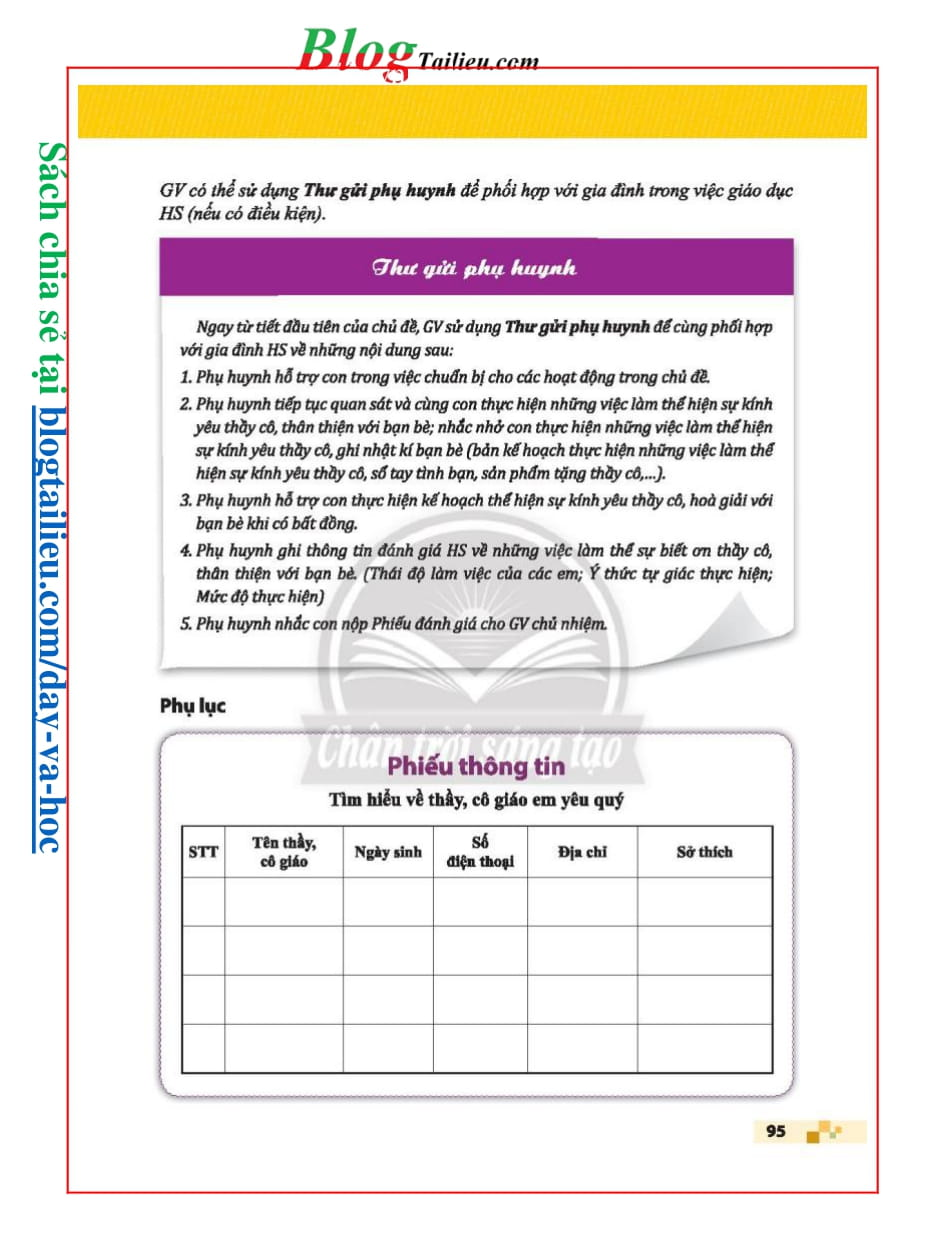 Blog Tailieu.com
Sách chia sẻ tại blogtailieu.com/day-va-hoc
GV có thể sử dụng Thư gửi phụ huynh để phối hợp với gia đình trong việc giáo dục
HS (nếu có điều kiện).
Thư gửi phụ huynh
Ngay từ tiết đầu tiên của chủ đề, GV sử dụng Thư gửi phụ huynh để cùng phối hợp
với gia đình HS về những nội dung sau:
1. Phụ huynh hỗ trợ con trong việc chuẩn bị cho các hoạt động trong chủ đề.
2. Phụ huynh tiếp tục quan sát và cùng con thực hiện những việc làm thể hiện sự kính
yêu thầy cô, thân thiện với bạn bè; nhắc nhở con thực hiện những việc làm thể hiện
sự kính yêu thầy cô, ghi nhật kí bạn bè (bản kế hoạch thực hiện những việc làm thể
hiện sự kính yêu thầy cô, sổ tay tình bạn, sản phẩm tặng thầy cô,...).
3. Phụ huynh hỗ trợ con thực hiện kế hoạch thể hiện sự kính yêu thầy cô, hoà giải với
bạn bè khi có bất đồng.
4. Phụ huynh ghi thông tin đánh giá HS về những việc làm thể sự biết ơn thầy cô,
thân thiện với bạn bè. (Thái độ làm việc của các em; Ý thức tự giác thực hiện;
Mức độ thực hiện)
5. Phụ huynh nhắc con nộp Phiếu đánh giá cho GV chủ nhiệm.
Phụ lục
Chân trời sáng tạo
Phiếu thông tin
Tìm hiểu về thầy, cô giáo em yêu quý
STT
Tên thầy,
cô giáo
Ngày sinh
Số
điện thoại
Địa chỉ
Sở thích
95